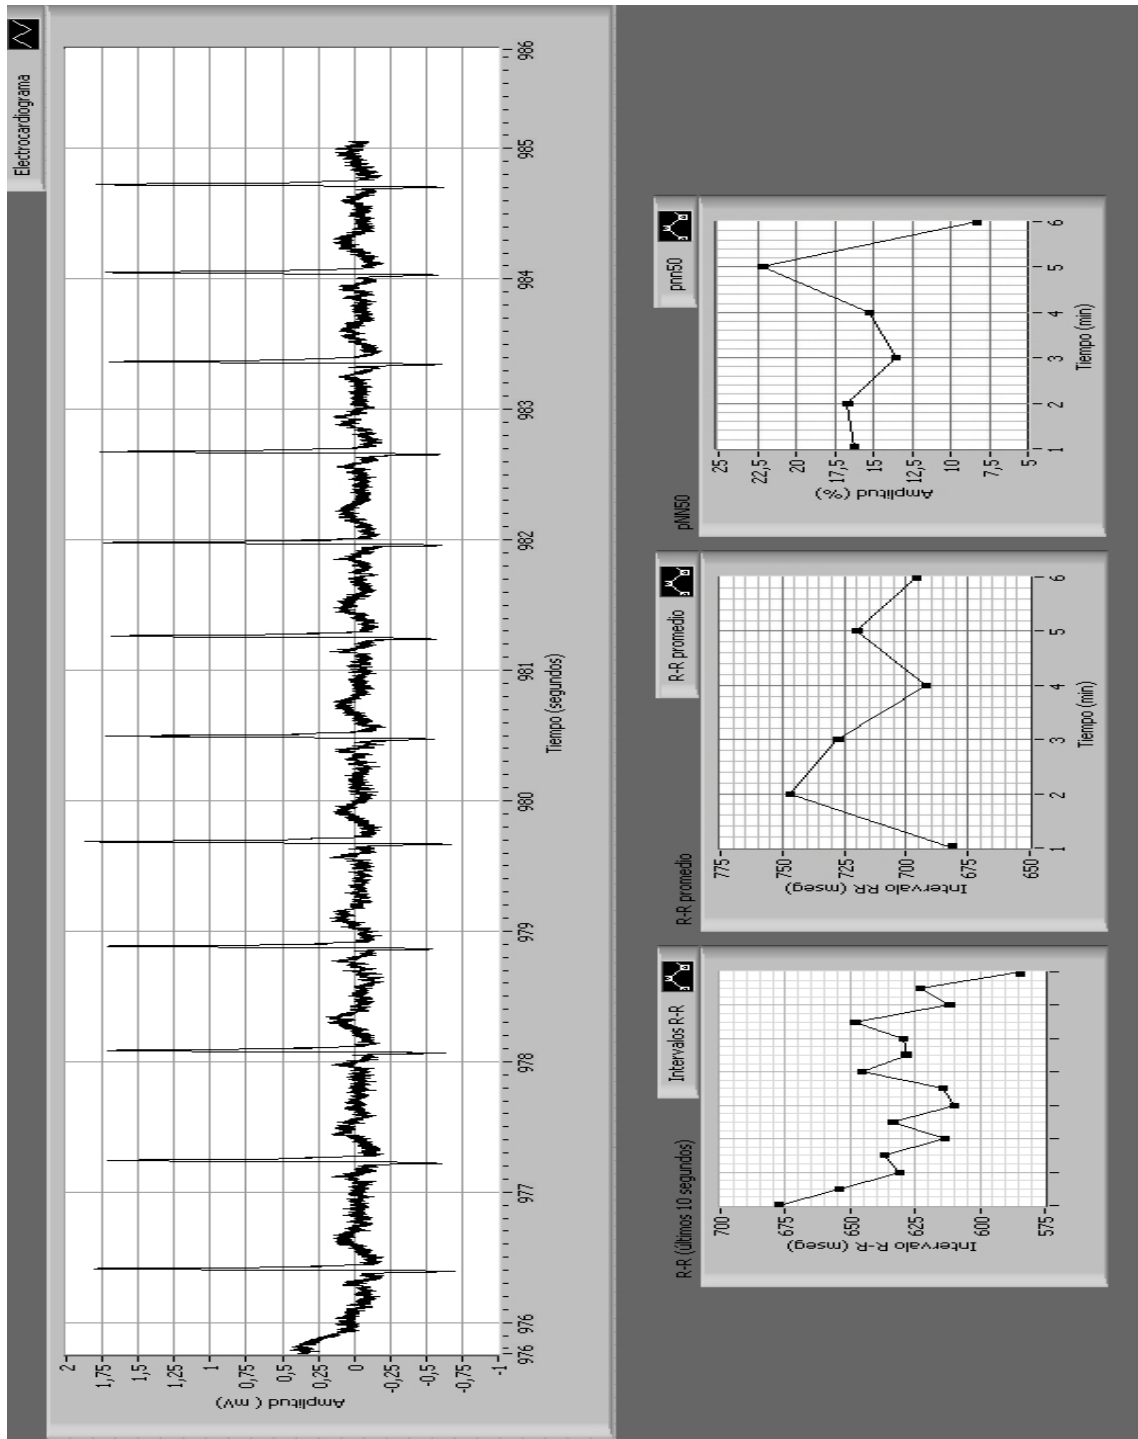 Electrocardiograma
Amplitud ( mV)
2
1,75
1,5
1,25
1
0,75
0,5
0,25
0
-0,25
-0,5
-0,75
-1
976 976 977 978 979 980 981 982 983 984 985 986
Tiempo (segundos)
R-R (últimos 10 segundos)
Intervalos R-R
Intervalo R-R (mseg)
700
675
650
625
600
575
R-R promedio
R-R promedio
Intervalo RR (mseg)
775
750
725
700
675
650
1 2 3 4 5 6
Tiempo (min)
pNN50
pnn50
Amplitud (%)
25
22,5
20
17,5
15
12,5
10
7,5
5
1 2 3 4 5 6
Tiempo (min)